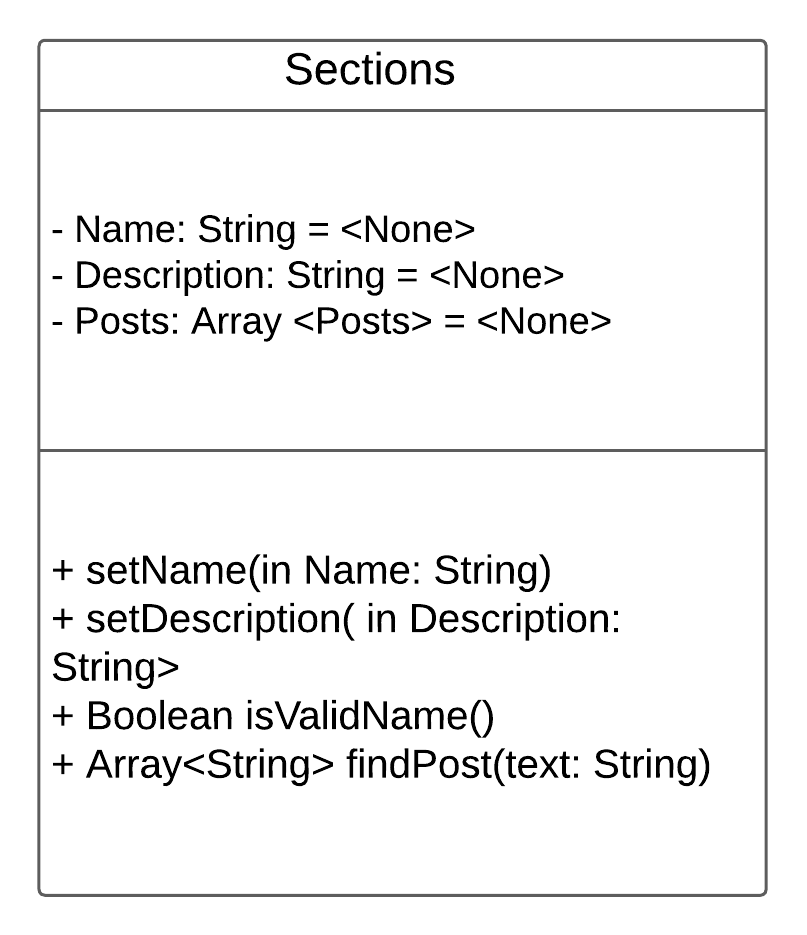 Sections
- Name: String = <None>
- Description: String = <None>
- Posts: Array <Posts> = <None>
+ setName(in Name: String)
+ setDescription( in Description:
String>
+ Boolean isValidName()
+ Array<String> findPost(text: String)